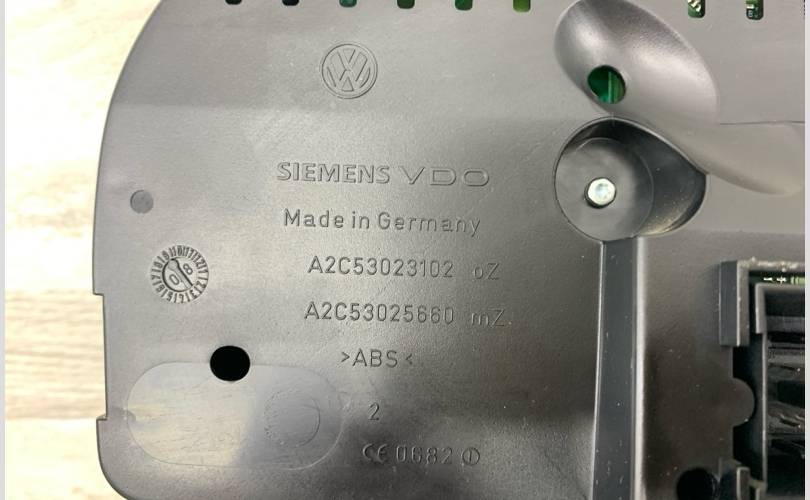 SIEMENS VDO
Made in Germany
A2C53023102 oZ
A2C53025660 mZ
>ABS<
2
CE 0682